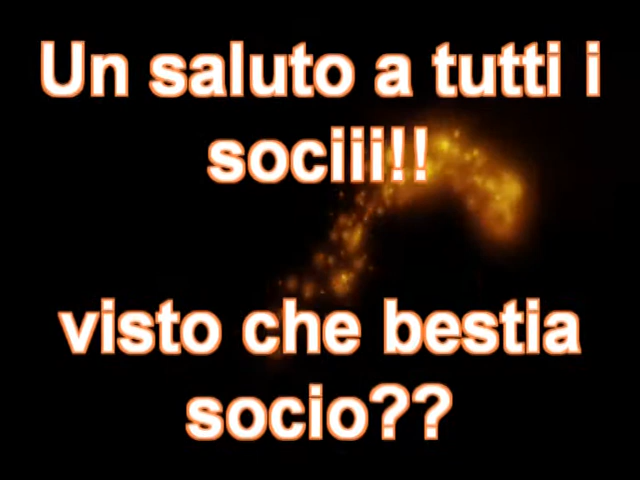 Un saluto a tutti i
sociii!!
visto che bestia
socio??